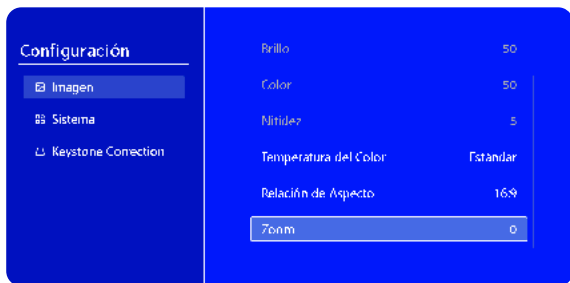 Configuración
Imagen
Sistema
Keystone Correction
Brillo 50
Color 50
Nitidez 5
Temperatura del Color Estándar
Relación de Aspecto 16:9
Zoom 0